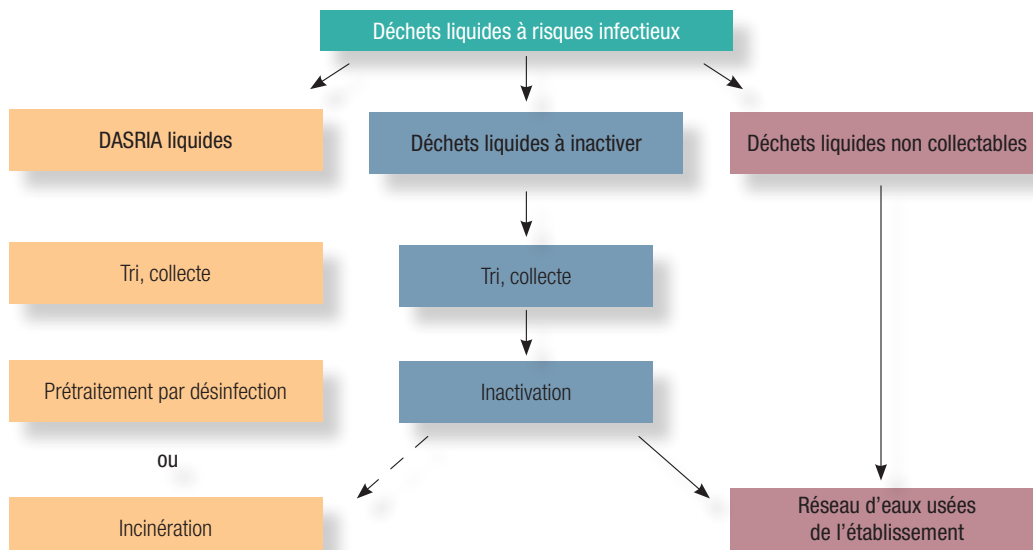 Déchets liquides à risques infectieux
DASRIA liquides
Déchets liquides à inactiver
Déchets liquides non collectables
Tri, collecte
Tri, collecte
Prétraitement par désinfection
Inactivation
ou
Incinération
Réseau d'eaux usées
de l'établissement